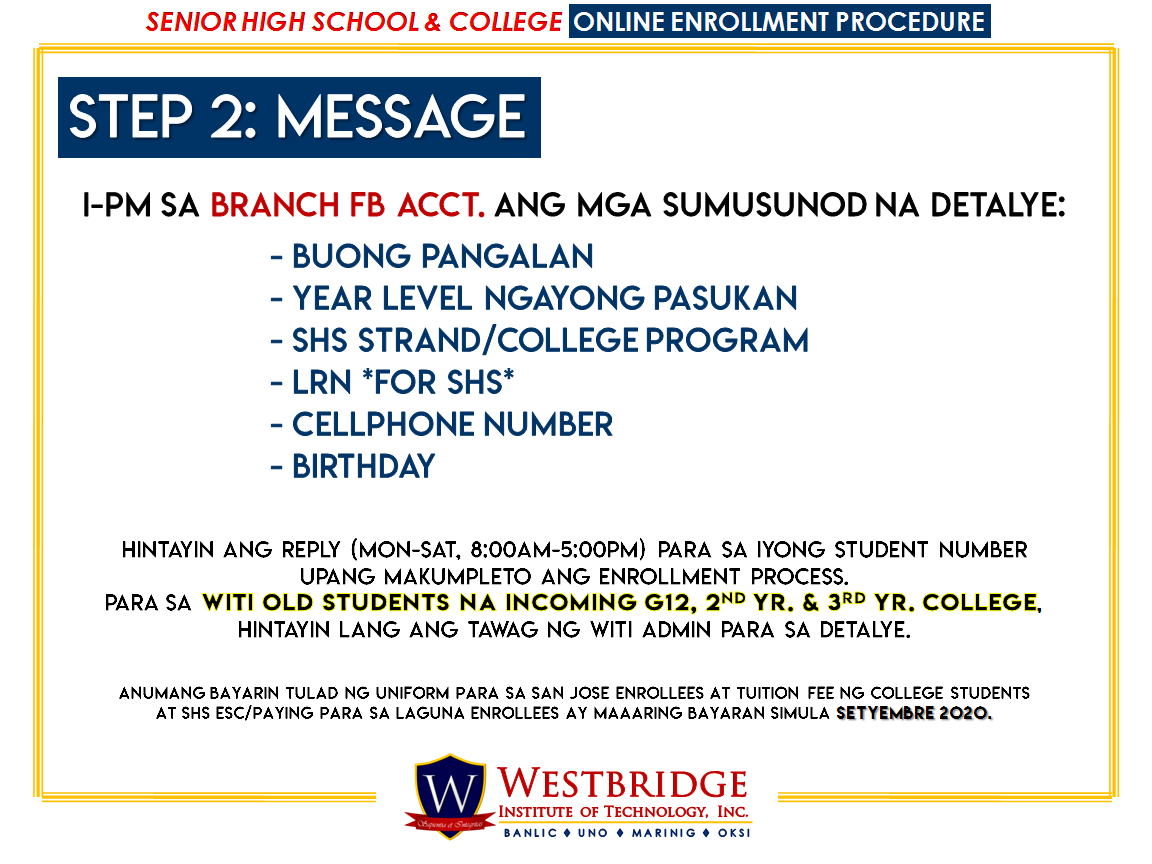 SENIOR HIGH SCHOOL & COLLEGE ONLINE ENROLLMENT PROCEDURE
STEP 2: MESSAGE
I-PM SA BRANCH FB ACCT. ANG MGA SUMUSUNOD NA DETALYE:
- BUONG PANGALAN
- YEAR LEVEL NGAYONG PASUKAN
- SHS STRAND/COLLEGE PROGRAM
- LRN *FOR SHS*
- CELLPHONE NUMBER
- BIRTHDAY
HINTAYIN ANG REPLY (MON-SAT, 8:00AM-5:00PM) PARA SA IYONG STUDENT NUMBER
UPANG MAKUMPLETO ANG ENROLLMENT PROCESS.
PARA SA WITI OLD STUDENTS NA INCOMING G12, 2ND YR. & 3RD YR. COLLEGE,
HINTAYIN LANG ANG TAWAG NG WITI ADMIN PARA SA DETALYE.
ANUMANG BAYARIN TULAD NG UNIFORM PARA SA SAN JOSE ENROLLEES AT TUITION FEE NG COLLEGE STUDENTS
AT SHS ESC/PAYING PARA SA LAGUNA ENROLLEES AY MAAARING BAYARAN SIMULA SETYEMBRE 2020.
W
Sapientia et Integritas
WESTBRIDGE
INSTITUTE OF TECHNOLOGY, INC.
BANLIC ♦ UNO ♦ MARINIG ♦ OKSI